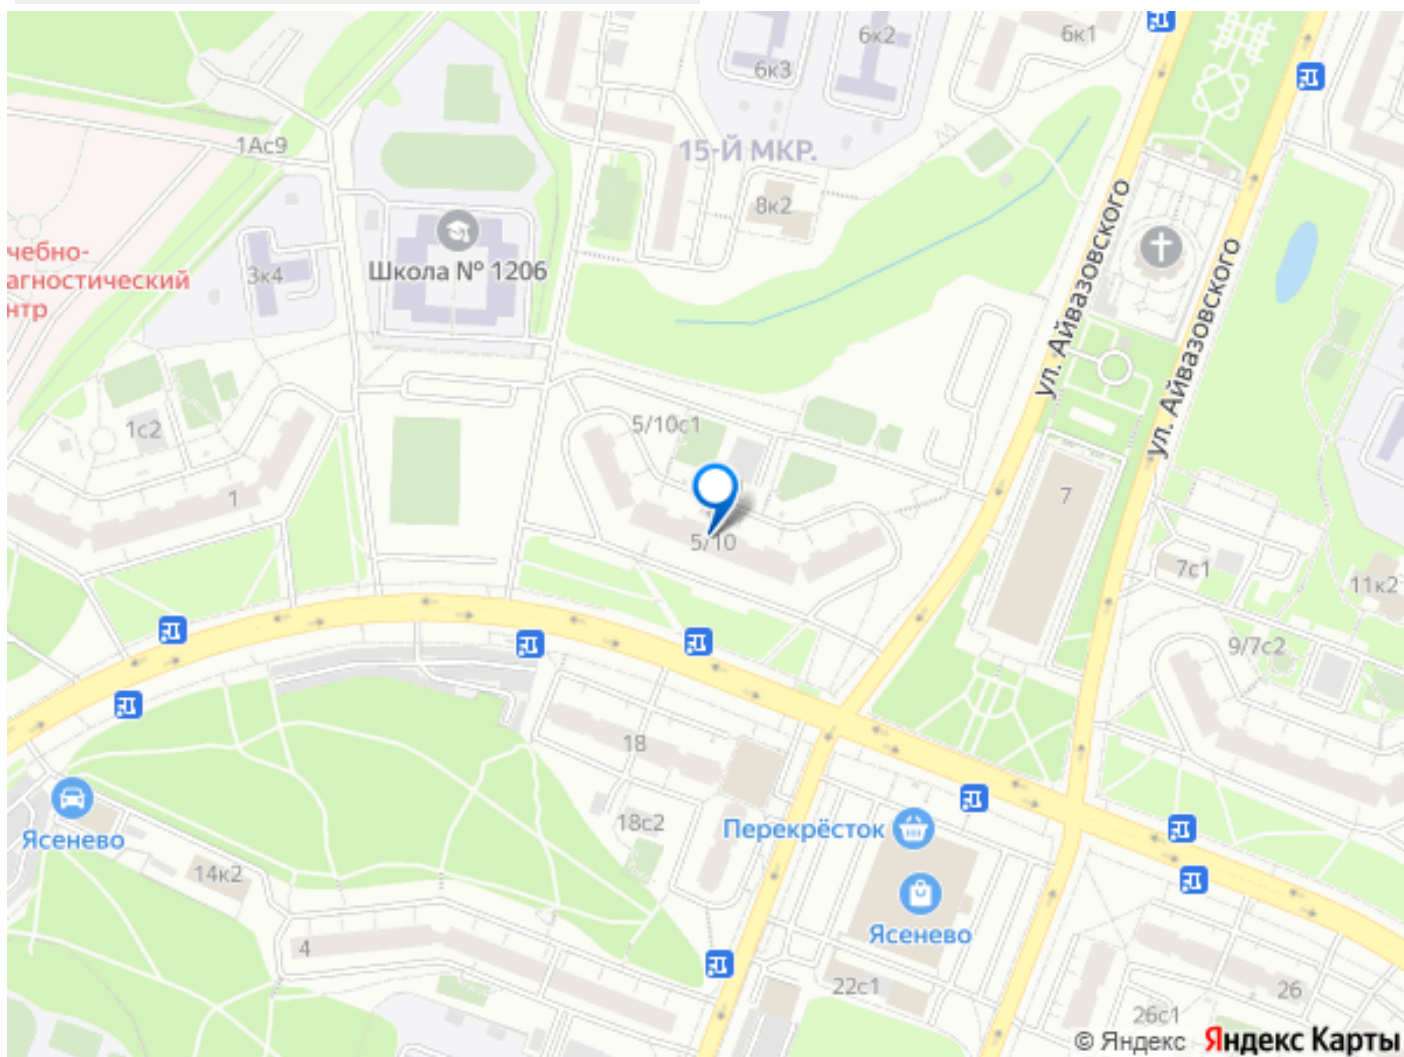 6к1
6к2
6к3
15-Й МКР.
1Ас9
8к2
чебно-
агностический
нтр
3к4
Школа № 1206
ул. Айвазовского
ул. Айвазовского
1с2
5/10с1
1
7
5/10
7с1
11к2
9/7с2
18
18с2
Перекрёсток
Ясенево
14к2
Ясенево
4
22с1
26
26с1
© Яндекс Яндекс Карты